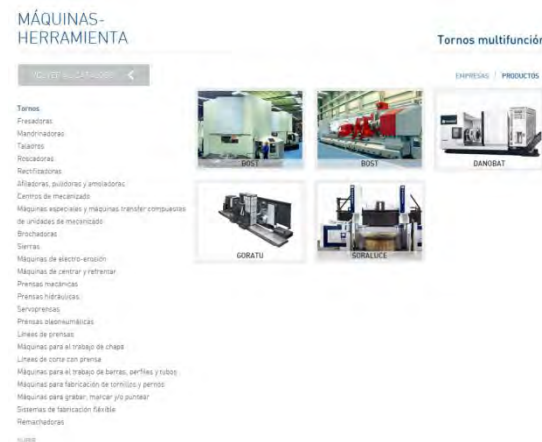 MÁQUINAS-
HERRAMIENTA
Tornos multifunción
VOLVER AL CATÁLOGO
EMPRESAS | PRODUCTOS
Tornos
Fresadoras
Mandrinadoras
Taladros
Roscadoras
Rectificadoras
Afiladoras, pulidoras y amoladoras
Centros de mecanizado
Máquinas especiales y máquinas transfer compuestas
de unidades de mecanizado
Brochadoras
Sierras
Máquinas de electro-erosión
Máquinas de centrar y refrentar
Prensas mecánicas
Prensas hidráulicas
Servoprensas
Prensas oleoneumáticas
Líneas de prensas
Máquinas para el trabajo de chapa
Líneas de corte con prensa
Máquinas para el trabajo de barras, perfiles y tubos
Máquinas para fabricación de tornillos y pernos
Máquinas para grabar, marcar y/o puntear
Sistemas de fabricación flexible
Remachadoras
BOST
BOST
DANOBAT
GORATU
SORALUCE